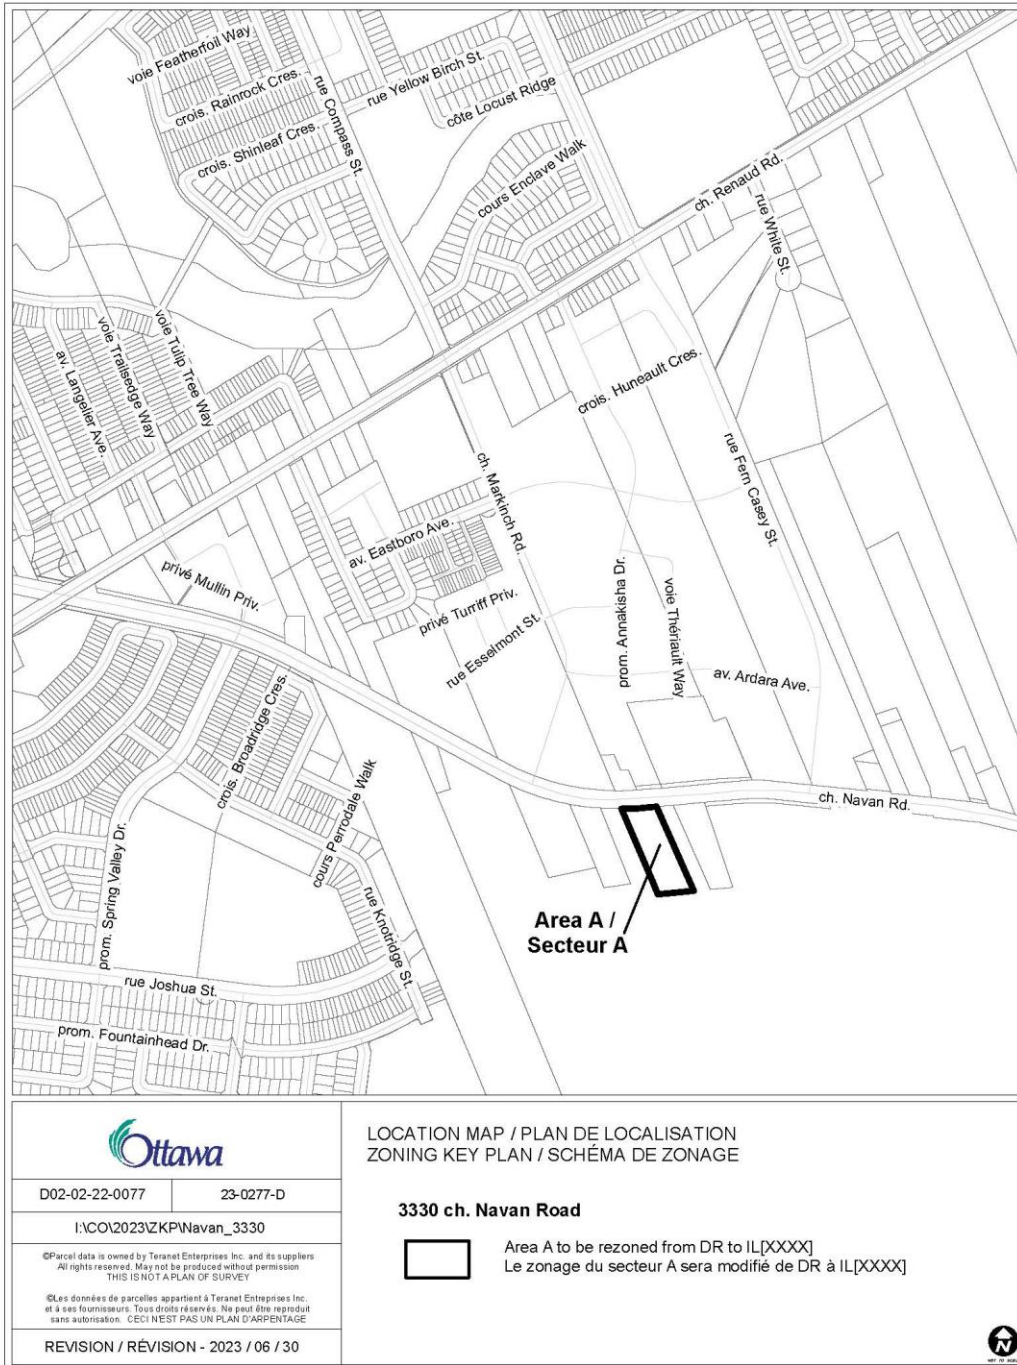 voie Featherfoil Way
crois. Rainrock Cres.
crois. Shinleaf Cres.
rue Compass St.
rue Yellow Birch St.
côte Locust Ridge
cours Enclave Walk
ch. Renaud Rd.
rue White St.
av. Langelier Ave.
voie Trailsedge Way
voie Tulip Tree Way
crois. Huneault Cres.
ch. Markinch Rd.
rue Fern Casey St.
av. Eastboro Ave.
privé Mullin Priv.
privé Turriff Priv.
rue Esselmont St.
prom. Annakisha Dr.
voie Thériault Way
av. Ardara Ave.
crois. Broadridge Cres.
cours Perrodale Walk
ch. Navan Rd.
prom. Spring Valley Dr.
rue Knotridge St.
Area A /
Secteur A
rue Joshua St.
prom. Fountainhead Dr.
Ottawa
D02-02-22-0077
23-0277-D
I:\CO\2023\ZKP\Navan_3330
©Parcel data is owned by Teranet Enterprises Inc. and its suppliers
All rights reserved. May not be produced without permission
THIS IS NOT A PLAN OF SURVEY
©Les données de parcelles appartient à Teranet Entreprises Inc.
et à ses fournisseurs. Tous droits réservés. Ne peut être reproduit
sans autorisation. CECI N'EST PAS UN PLAN D'ARPENTAGE
REVISION / RÉVISION - 2023 / 06 / 30
LOCATION MAP / PLAN DE LOCALISATION
ZONING KEY PLAN / SCHÉMA DE ZONAGE
3330 ch. Navan Road
Area A to be rezoned from DR to IL[XXXX]
Le zonage du secteur A sera modifié de DR à IL[XXXX]
N
NOT TO SCALE